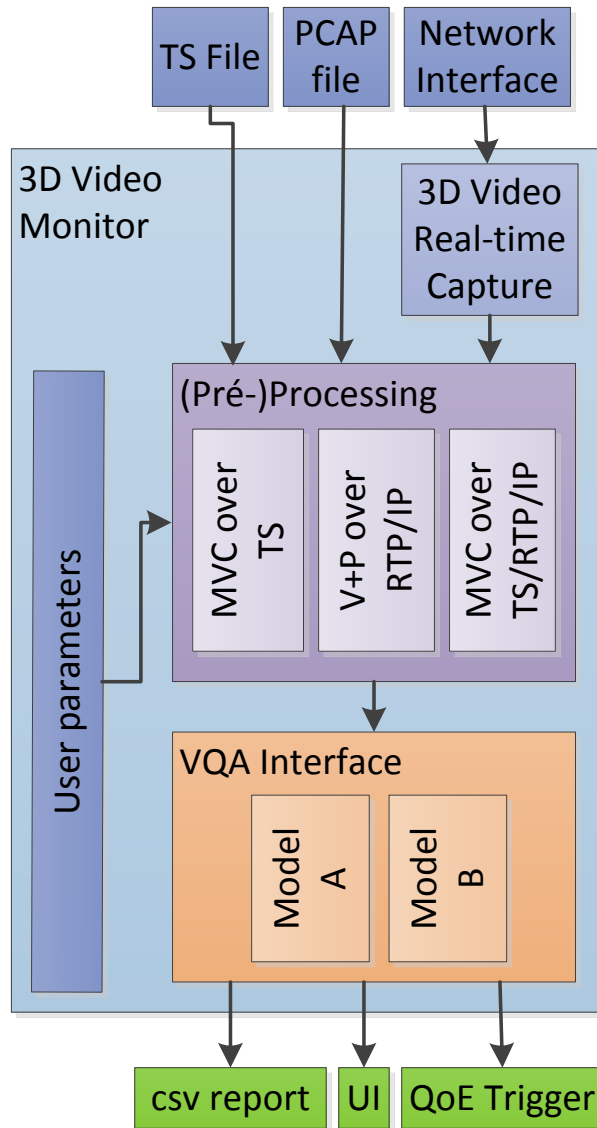 TS File
PCAP
file
Network
Interface
3D Video
Monitor
3D Video
Real-time
Capture
(Pré-)Processing
MVC over
TS
V+P over
RTP/IP
MVC over
TS/RTP/IP
User parameters
VQA Interface
Model
A
Model
B
csv report
UI
QoE Trigger